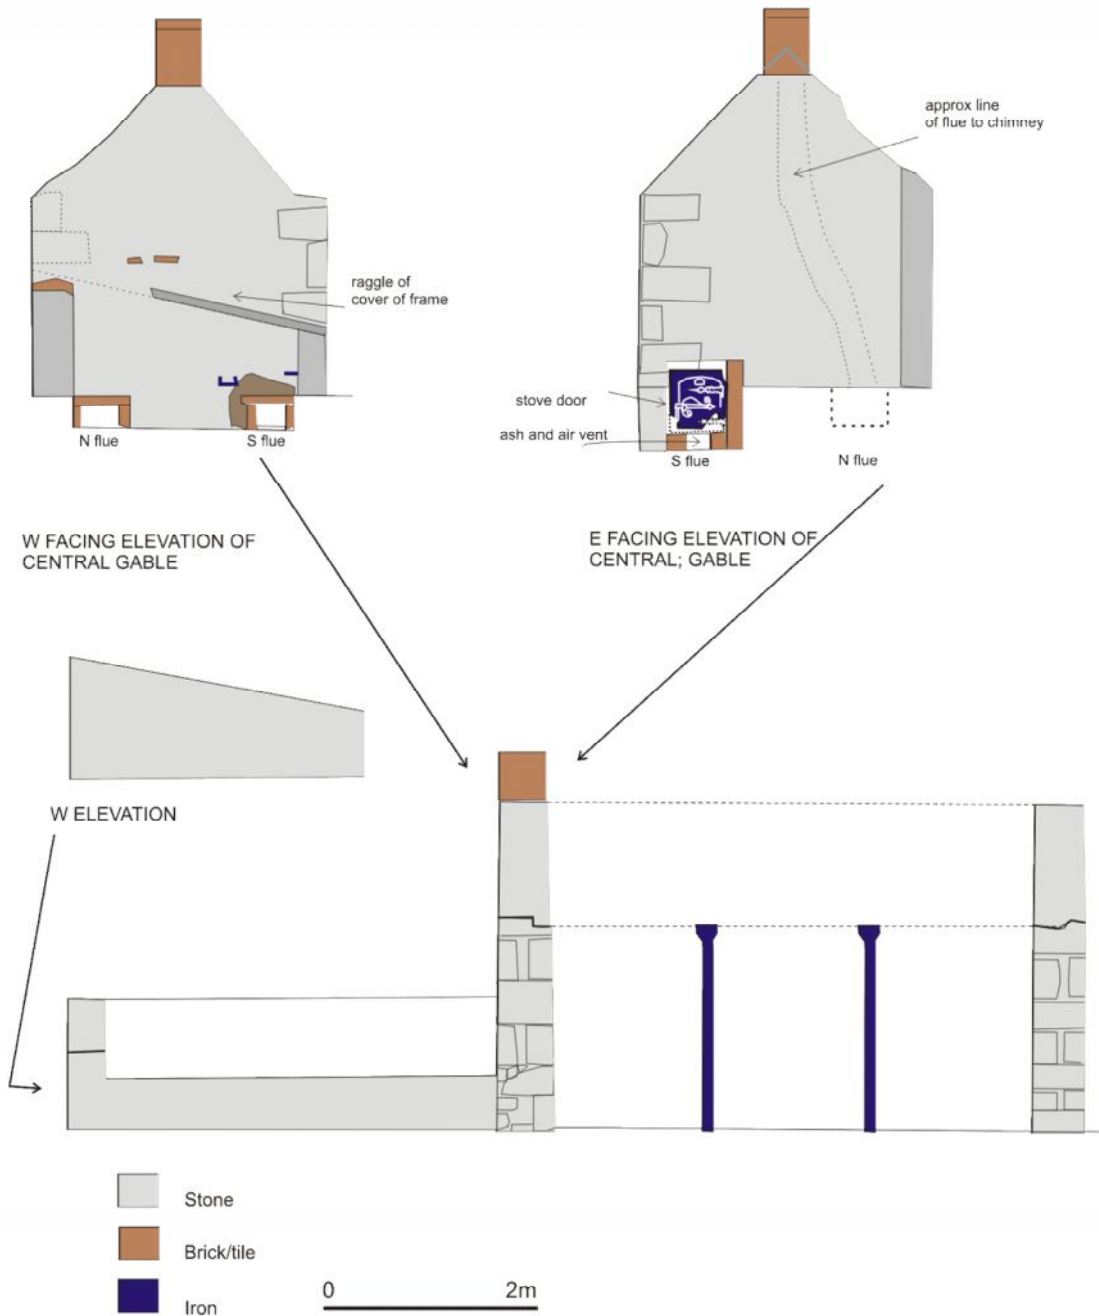 approx line
of flue to chimney
raggle of
cover of frame
stove door
ash and air vent
N flue
S flue
S flue
N flue
W FACING ELEVATION OF
CENTRAL GABLE
E FACING ELEVATION OF
CENTRAL; GABLE
W ELEVATION
Stone
Brick/tile
Iron
0 2m